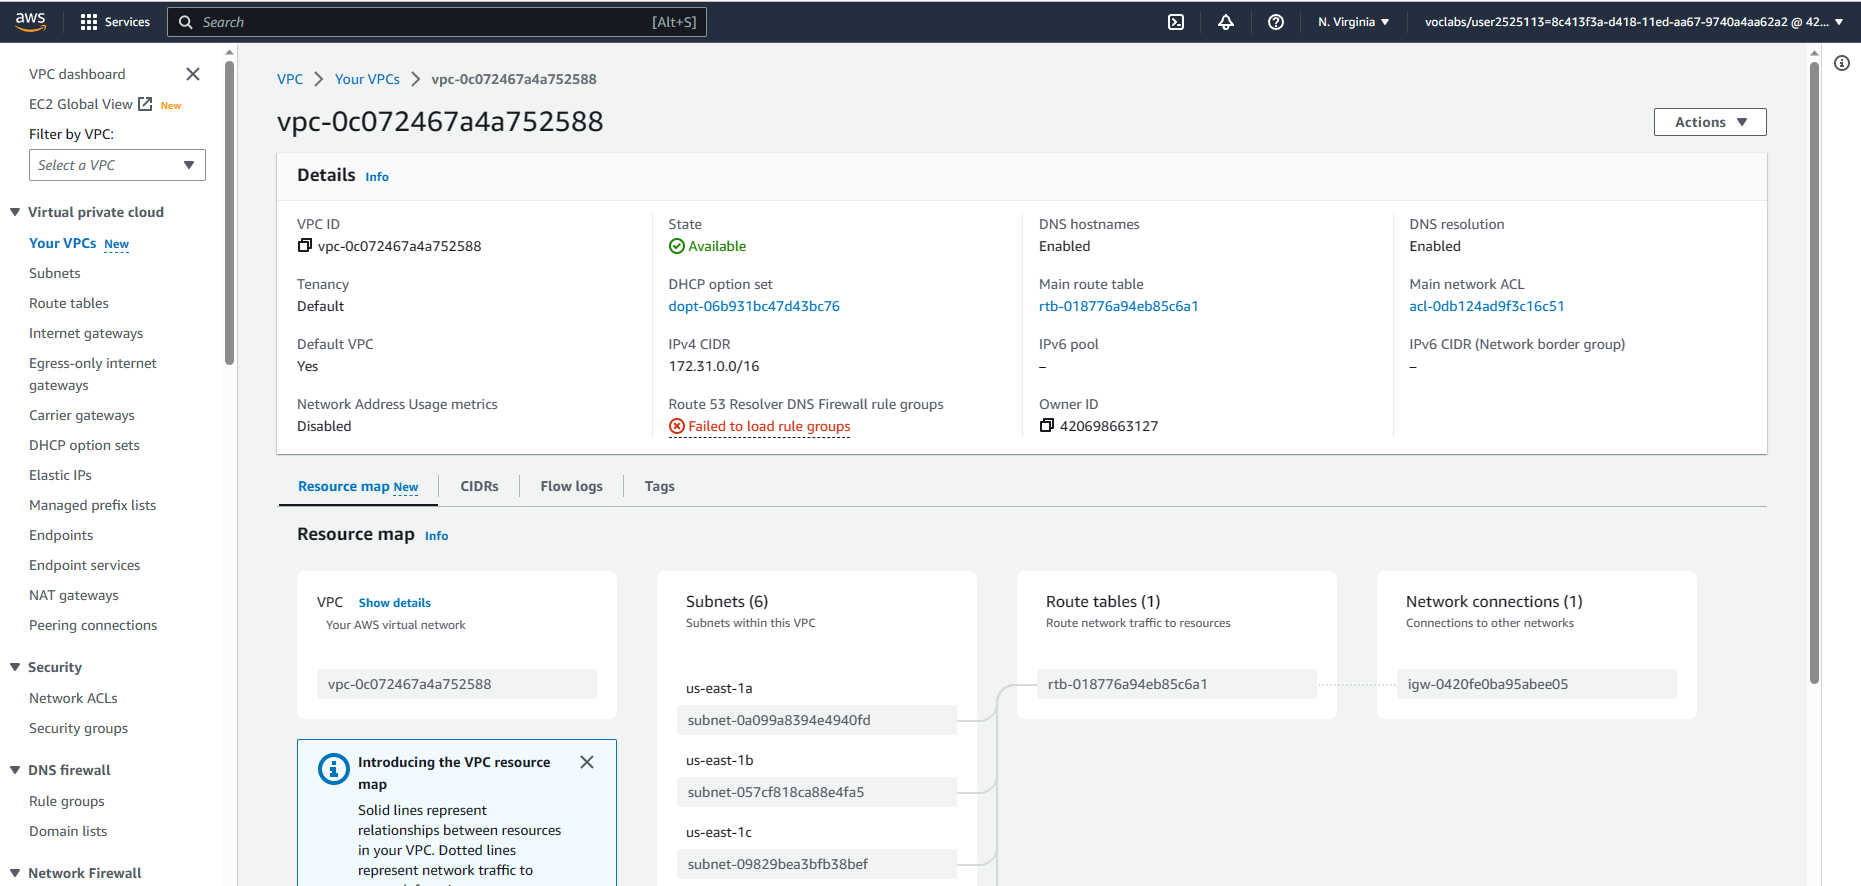 aws
Services
Search
[Alt+S]
N. Virginia
voclabs/user2525113=8c413f3a-d418-11ed-aa67-9740a4aa62a2 @ 42...
VPC dashboard
EC2 Global View New
Filter by VPC:
Select a VPC
Virtual private cloud
Your VPCs New
Subnets
Route tables
Internet gateways
Egress-only internet
gateways
Carrier gateways
DHCP option sets
Elastic IPs
Managed prefix lists
Endpoints
Endpoint services
NAT gateways
Peering connections
Security
Network ACLs
Security groups
DNS firewall
Rule groups
Domain lists
Network Firewall
VPC
Your VPCs
vpc-0c072467a4a752588
vpc-0c072467a4a752588
Actions
Details Info
VPC ID
vpc-0c072467a4a752588
State
Available
DNS hostnames
Enabled
DNS resolution
Enabled
Tenancy
Default
DHCP option set
dopt-06b931bc47d43bc76
Main route table
rtb-018776a94eb85c6a1
Main network ACL
acl-0db124ad9f3c16c51
Default VPC
Yes
IPv4 CIDR
172.31.0.0/16
IPv6 pool
–
IPv6 CIDR (Network border group)
–
Network Address Usage metrics
Disabled
Route 53 Resolver DNS Firewall rule groups
Failed to load rule groups
Owner ID
420698663127
Resource map New
CIDRs
Flow logs
Tags
Resource map Info
VPC Show details
Your AWS virtual network
vpc-0c072467a4a752588
Introducing the VPC resource
map
Solid lines represent
relationships between resources
in your VPC. Dotted lines
represent network traffic to
Subnets (6)
Subnets within this VPC
us-east-1a
subnet-0a099a8394e4940fd
us-east-1b
subnet-057cf818ca88e4fa5
us-east-1c
subnet-09829bea3bfb38bef
Route tables (1)
Route network traffic to resources
rtb-018776a94eb85c6a1
Network connections (1)
Connections to other networks
igw-0420fe0ba95abee05